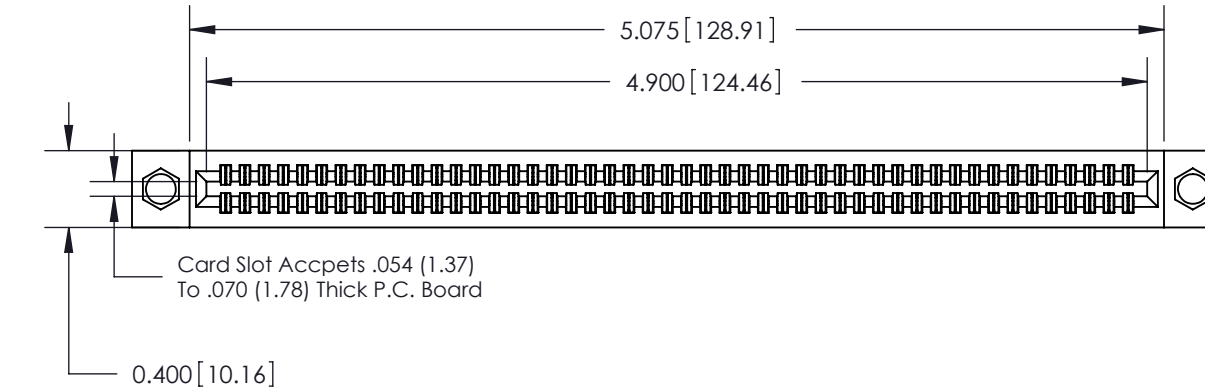 5.075[128.91]
4.900[124.46]
Card Slot Accpets .054 (1.37)
To .070 (1.78) Thick P.C. Board
0.400[10.16]